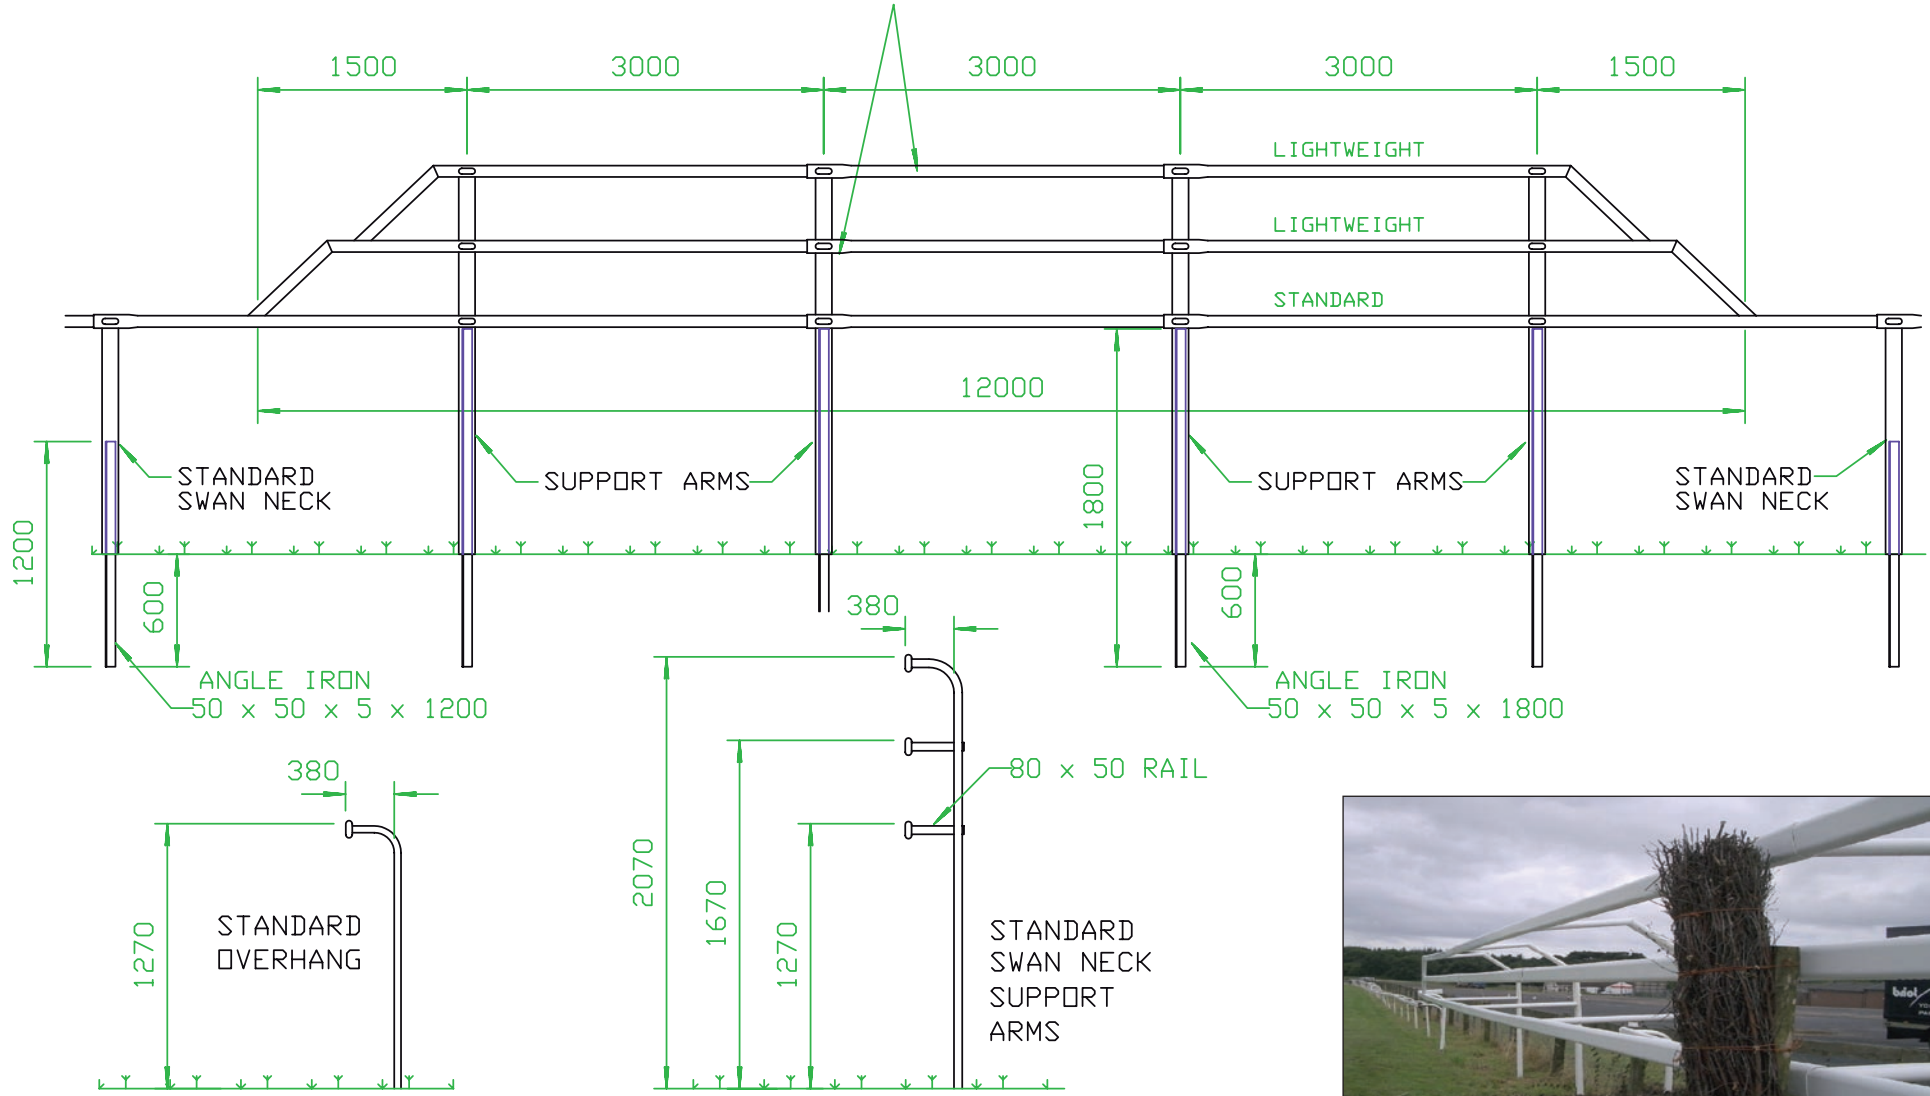 1500
3000
3000
3000
1500
LIGHTWEIGHT
LIGHTWEIGHT
STANDARD
12000
STANDARD
SWAN NECK
SUPPORT ARMS
SUPPORT ARMS
STANDARD
SWAN NECK
1200
600
1800
600
ANGLE IRON
50 x 50 x 5 x 1200
ANGLE IRON
50 x 50 x 5 x 1800
380
380
80 x 50 RAIL
2070
1670
1270
1270
STANDARD
OVERHANG
STANDARD
SWAN NECK
SUPPORT
ARMS